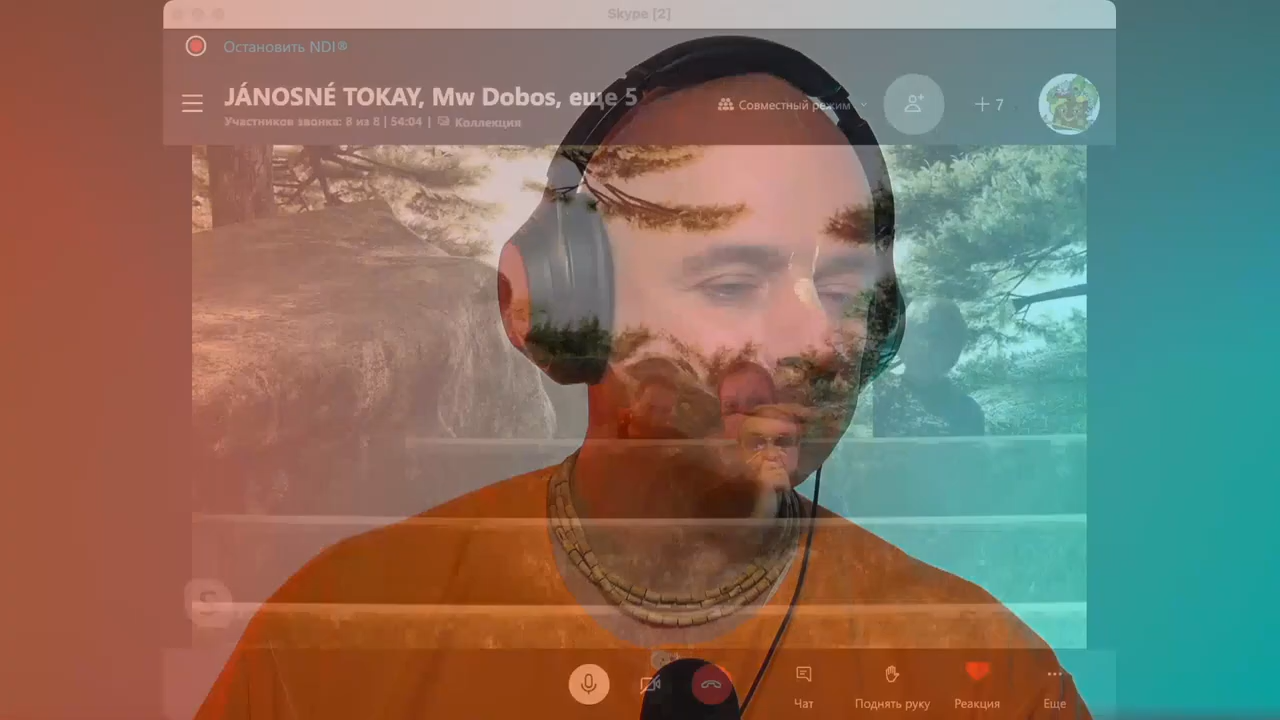 Skype [2]
Остановить NDI®
JÁNOSNÉ TOKAY, Mw Dobos, еще 5
Участников звонка: 8 из 8 | 54:04 | Коллекция
Совместный режим
+ 7
Чат
Поднять руку
Реакция
Еще